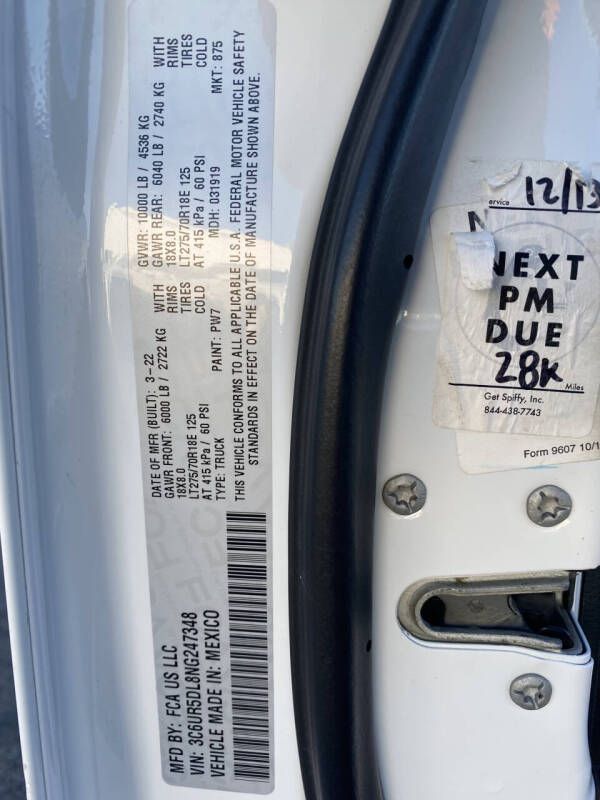 MFD BY: FCA US LLC
VIN: 3C6UR5DL8NG247348
VEHICLE MADE IN: MEXICO
DATE OF MFR (BUILT): 3-22 GVWR: 10000 LB / 4536 KG
GAWR FRONT: 6000 LB / 2722 KG WITH GAWR REAR: 6040 LB / 2740 KG WITH
18X8.0 RIMS 18X8.0 RIMS
LT275/70R18E 125 TIRES LT275/70R18E 125 TIRES
AT 415 kPa / 60 PSI COLD AT 415 kPa / 60 PSI COLD
TYPE: TRUCK PAINT: PW7 MDH: 031919 MKT: 875
THIS VEHICLE CONFORMS TO ALL APPLICABLE U.S.A. FEDERAL MOTOR VEHICLE SAFETY
STANDARDS IN EFFECT ON THE DATE OF MANUFACTURE SHOWN ABOVE.
ervice 12/13
N
NEXT
PM
DUE
28K Miles
Get Spiffy, Inc.
844-438-7743
Form 9607 10/1